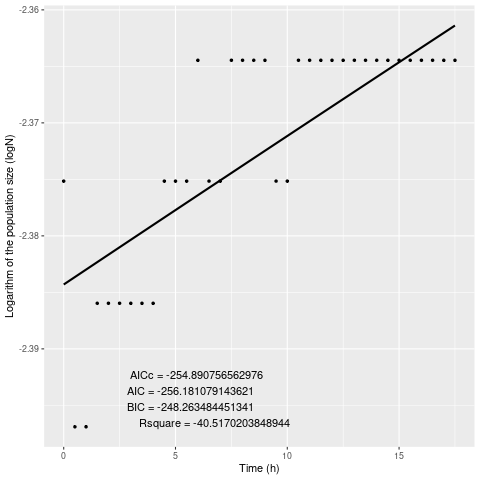 -2.36
-2.37
-2.38
-2.39
Logarithm of the population size (logN)
AICc = -254.890756562976
AIC = -256.181079143621
BIC = -248.263484451341
Rsquare = -40.5170203848944
0 5 10 15
Time (h)